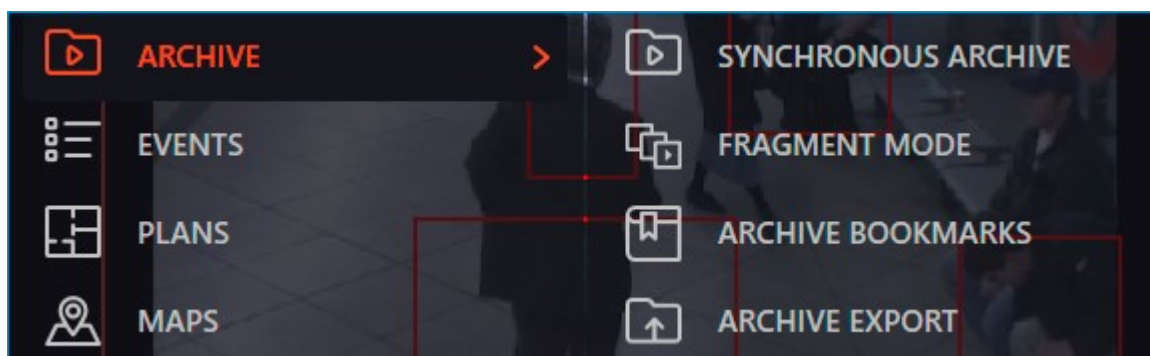 ARCHIVE
EVENTS
PLANS
MAPS
SYNCHRONOUS ARCHIVE
FRAGMENT MODE
ARCHIVE BOOKMARKS
ARCHIVE EXPORT